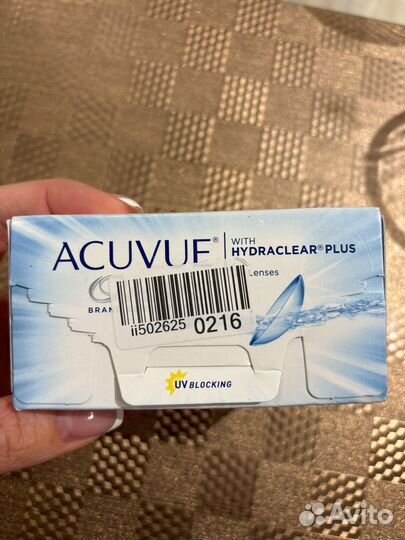 ACUVUE®
WITH
HYDRACLEAR® PLUS
Lenses
BRAN
ii502625 0216
UV BLOCKING
Avito